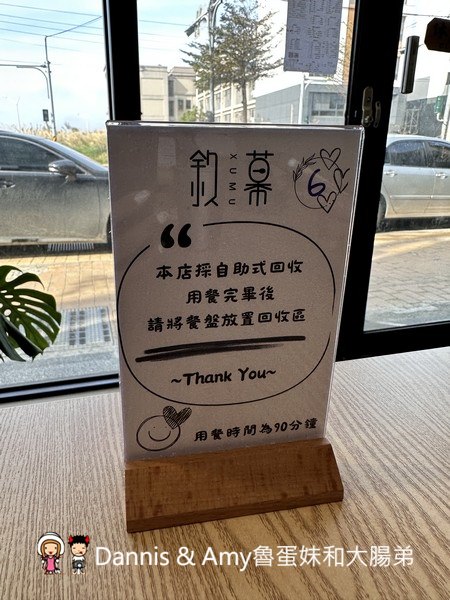 敘慕
XUMU
6
本店採自助式回收
用餐完畢後
請將餐盤放置回收區
~Thank You~
用餐時間為90分鐘
Dannis & Amy魯蛋妹和大腸弟